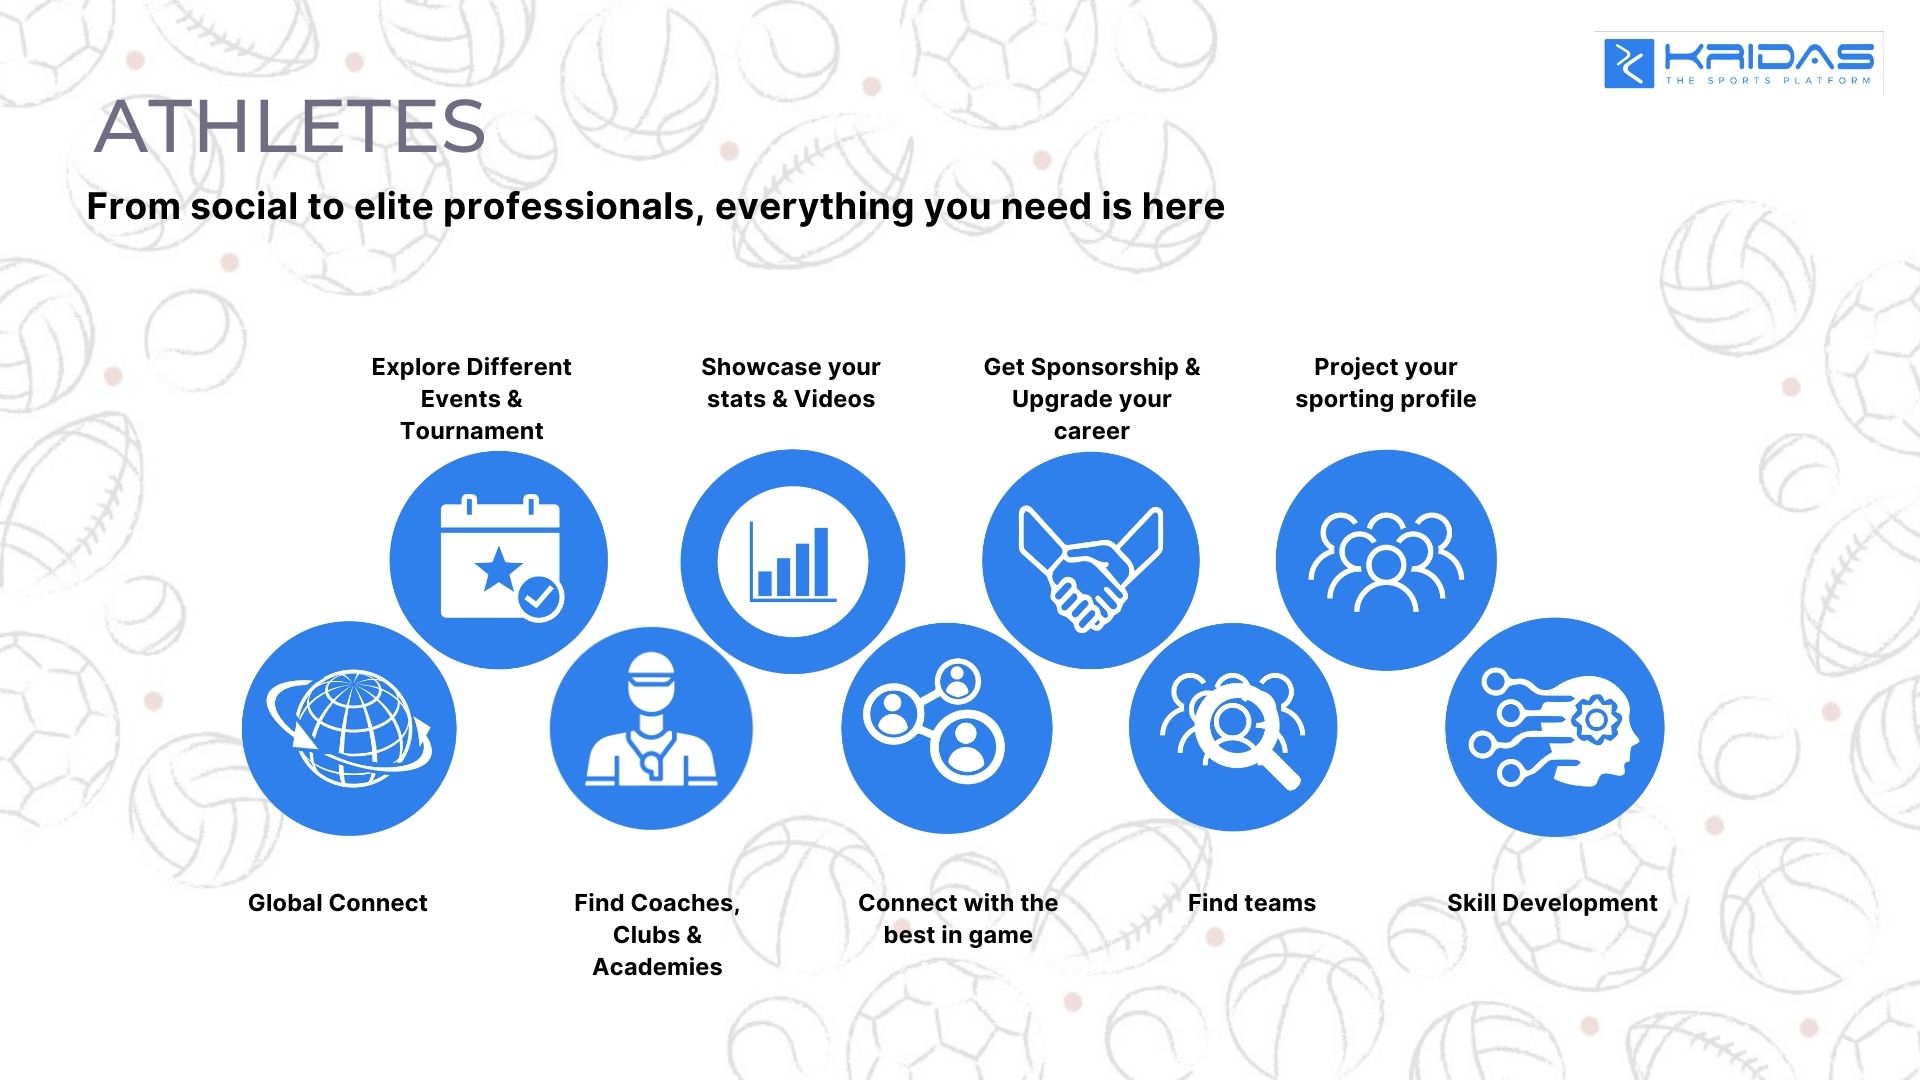 KRIDAS
THE SPORTS PLATFORM
ATHLETES
From social to elite professionals, everything you need is here
Explore Different
Events &
Tournament
Showcase your
stats & Videos
Get Sponsorship &
Upgrade your
career
Project your
sporting profile
Global Connect
Find Coaches,
Clubs &
Academies
Connect with the
best in game
Find teams
Skill Development